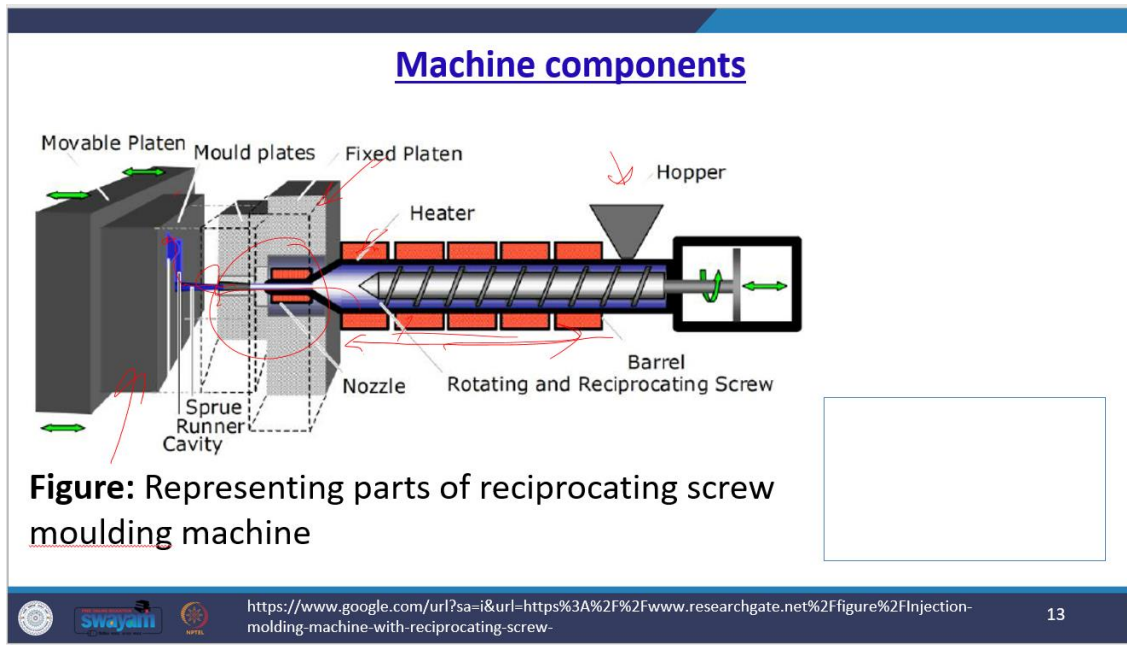 Machine components
Movable Platen
Mould plates
Fixed Platen
Hopper
Heater
Barrel
Nozzle
Rotating and Reciprocating Screw
Sprue
Runner
Cavity
Figure: Representing parts of reciprocating screw
moulding machine
swayam
NPTEL
https://www.google.com/url?sa=i&url=https%3A%2F%2Fwww.researchgate.net%2Ffigure%2FInjection-
molding-machine-with-reciprocating-screw-
13